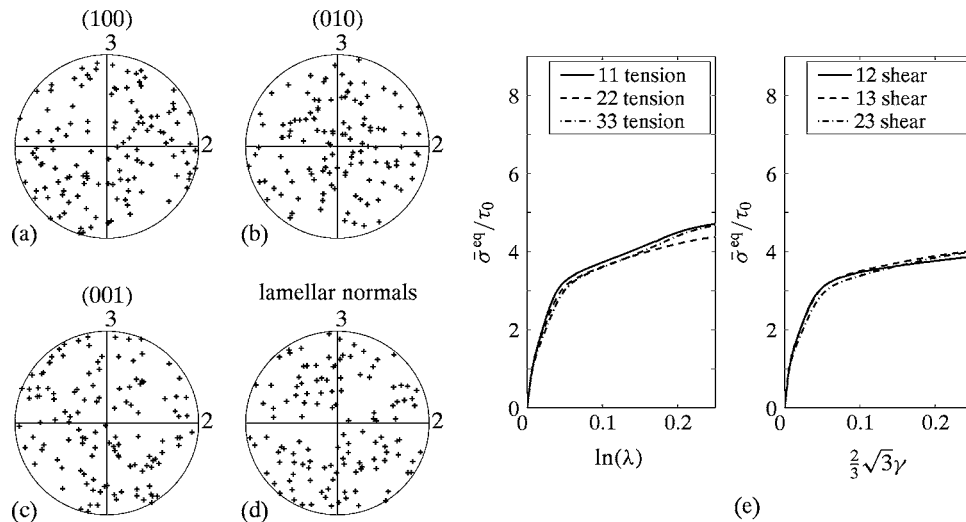 (100)
3
2
(a)
(010)
3
2
(b)
(001)
3
2
(c)
lamellar normals
3
2
(d)
11 tension
22 tension
33 tension
8
6
4
2
0
0
0.1
0.2
σ̄^eq/τ₀
ln(λ)
12 shear
13 shear
23 shear
8
6
4
2
0
0
0.1
0.2
σ̄^eq/τ₀
2/3 √3γ
(e)